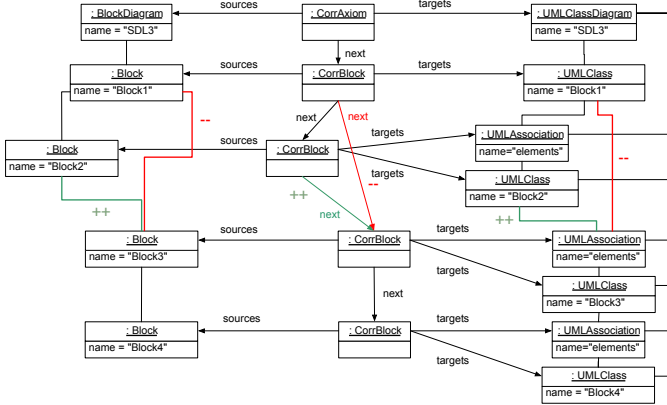 : BlockDiagram
name = "SDL3"
sources
: CorrAxiom
targets
: UMLClassDiagram
name = "SDL3"
next
: Block
name = "Block1"
sources
: CorrBlock
targets
: UMLClass
name = "Block1"
--
next
next
--
: Block
name = "Block2"
sources
: CorrBlock
targets
targets
: UMLAssociation
name="elements"
: UMLClass
name = "Block2"
++
++
next
--
++
: Block
name = "Block3"
sources
: CorrBlock
targets
targets
: UMLAssociation
name="elements"
: UMLClass
name = "Block3"
next
: Block
name = "Block4"
sources
: CorrBlock
targets
targets
: UMLAssociation
name="elements"
: UMLClass
name = "Block4"